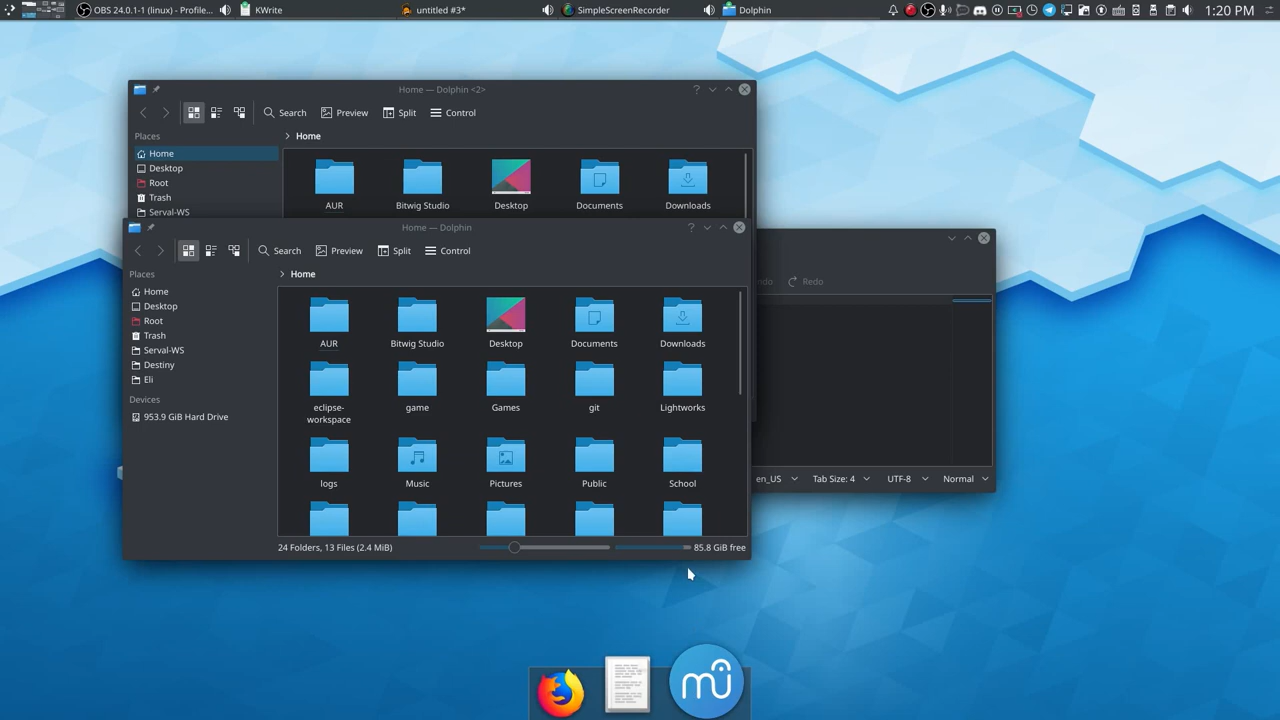 OBS 24.0.1-1 (linux) - Profile... KWrite untitled #3* SimpleScreenRecorder Dolphin 1:20 PM
Home — Dolphin <2>
Search Preview Split Control
Places
> Home
Home
Desktop
Root
Trash
Serval-WS
AUR Bitwig Studio Desktop Documents Downloads
Home — Dolphin
Search Preview Split Control
Places
> Home
Home
Desktop
Root
Trash
Serval-WS
Destiny
Eli
Devices
953.9 GiB Hard Drive
AUR Bitwig Studio Desktop Documents Downloads
eclipse-
workspace
game Games git Lightworks
logs Music Pictures Public School
24 Folders, 13 Files (2.4 MiB)
85.8 GiB free
ndo Redo
en_US Tab Size: 4 UTF-8 Normal
mu